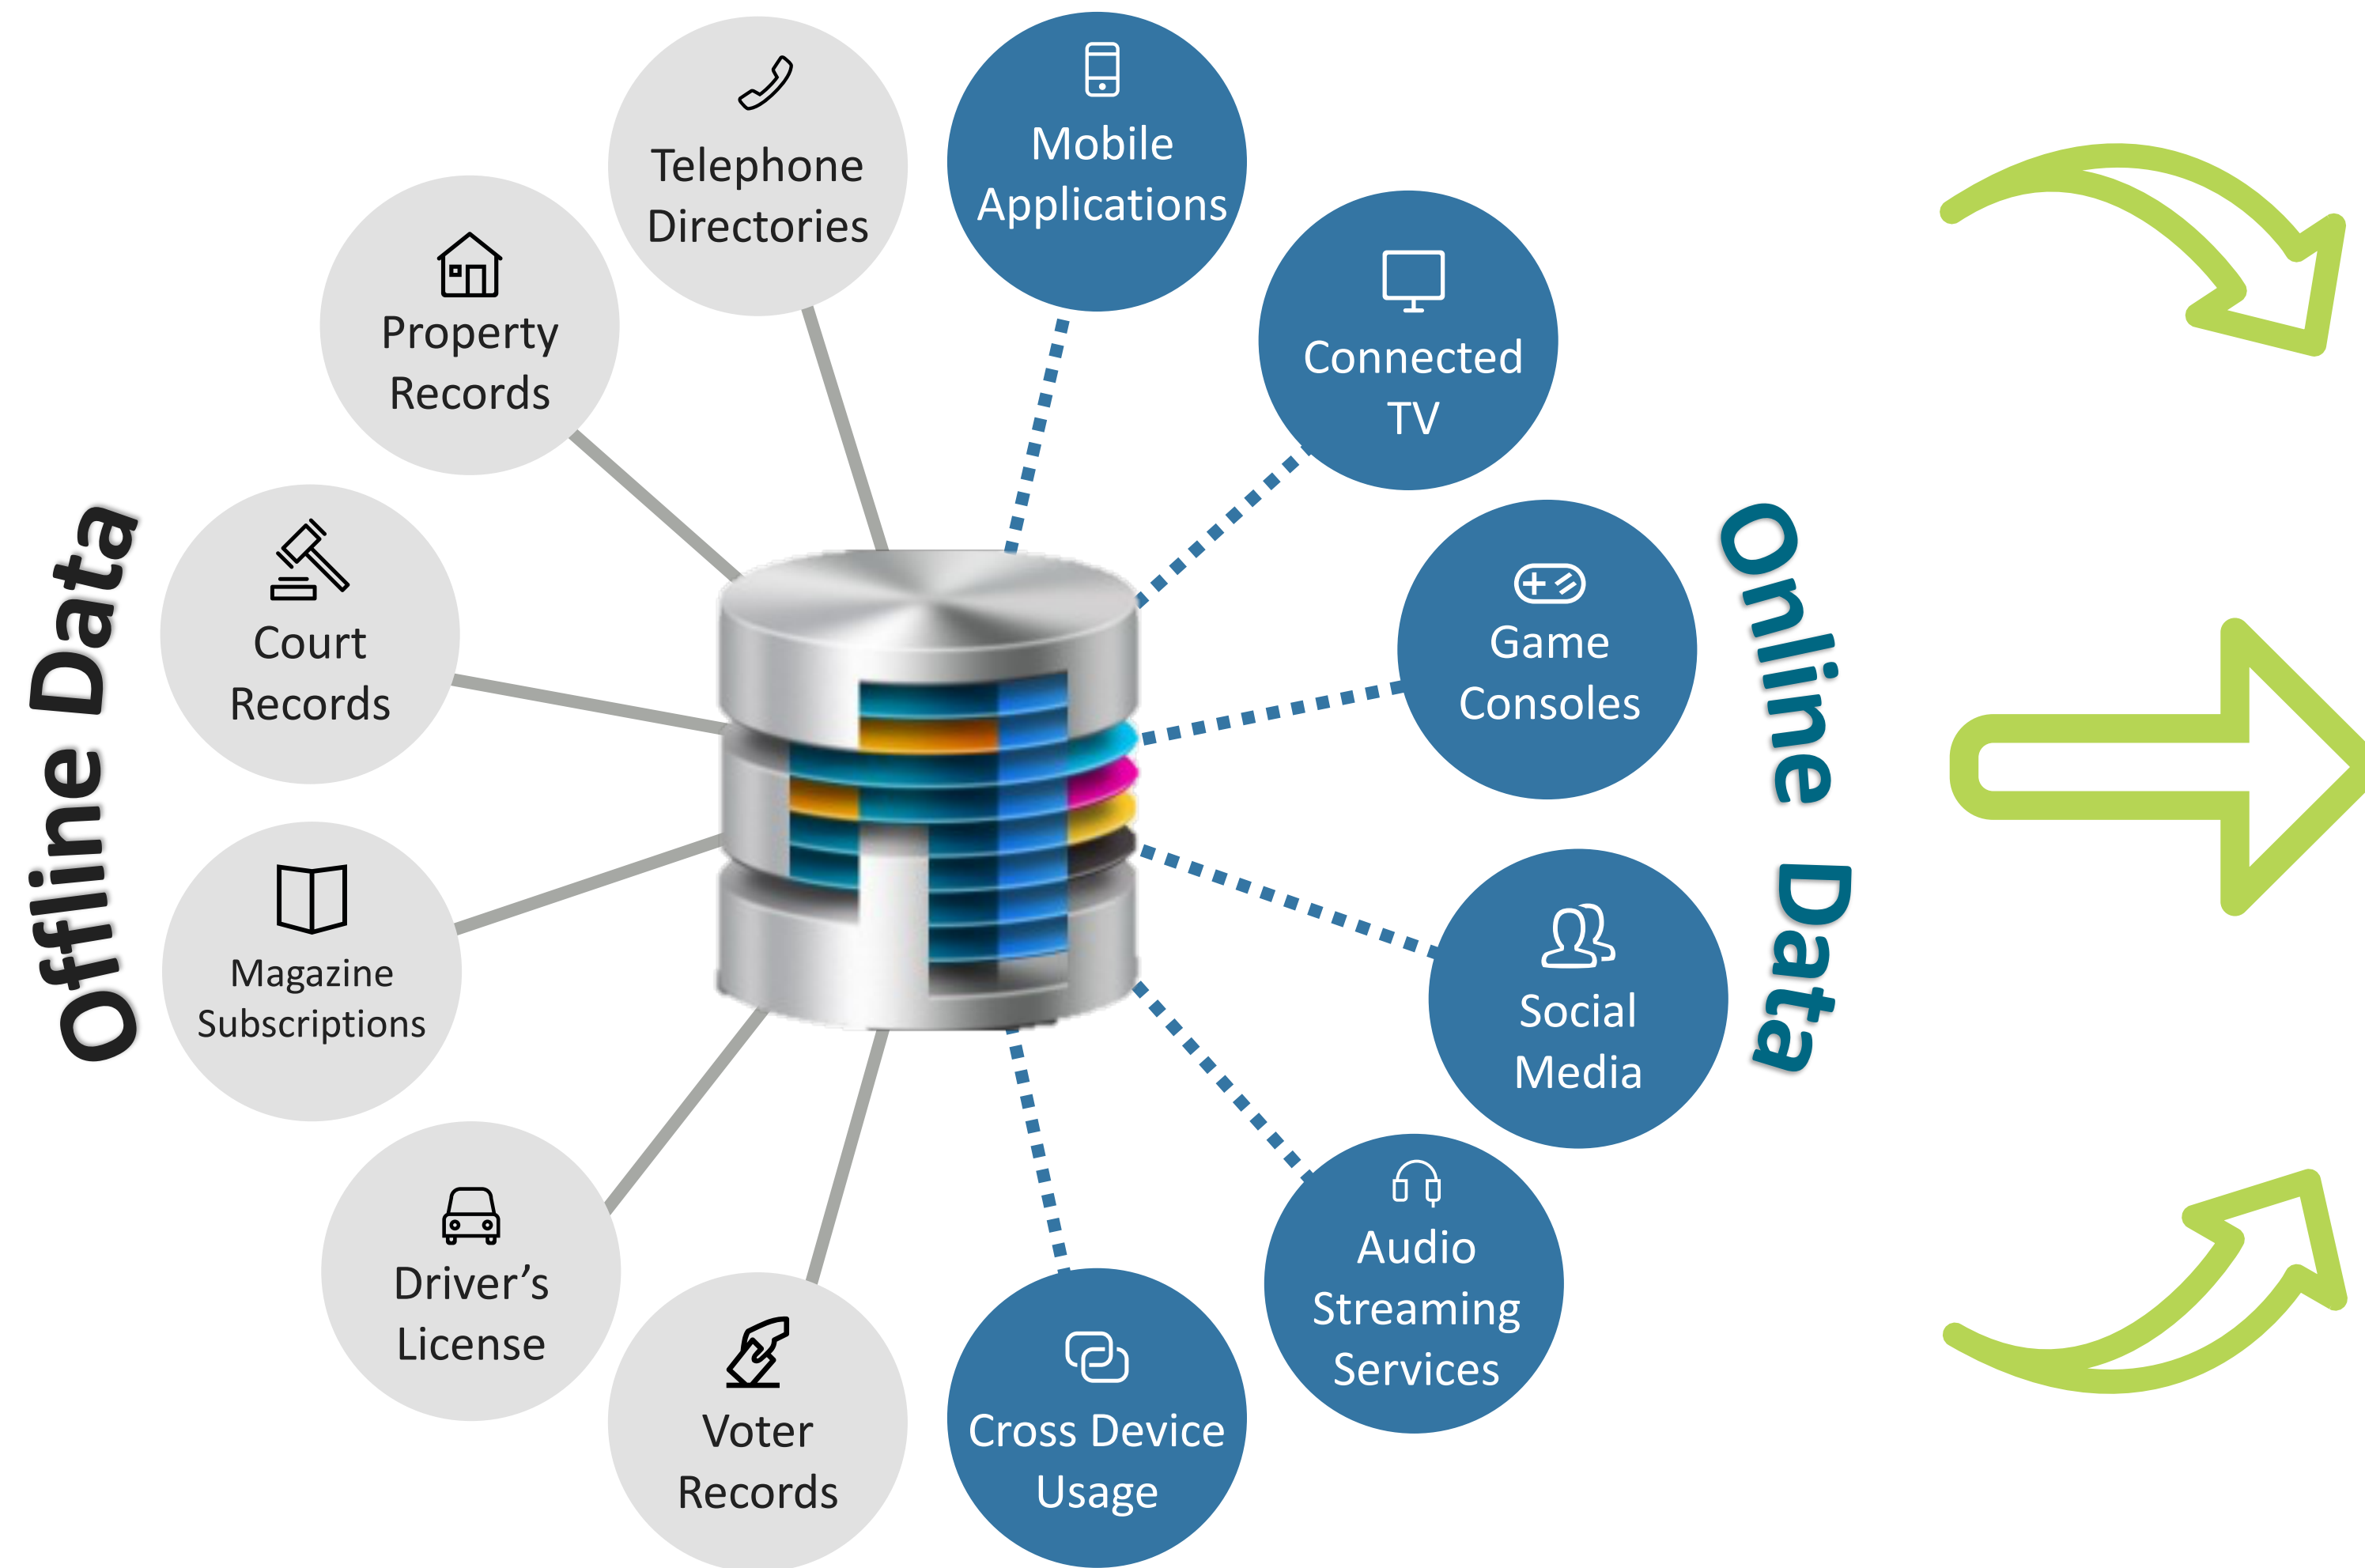 Offline Data
Telephone
Directories
Property
Records
Court
Records
Magazine
Subscriptions
Driver’s
License
Voter
Records
Mobile
Applications
Connected
TV
Game
Consoles
Social
Media
Audio
Streaming
Services
Cross Device
Usage
Online Data